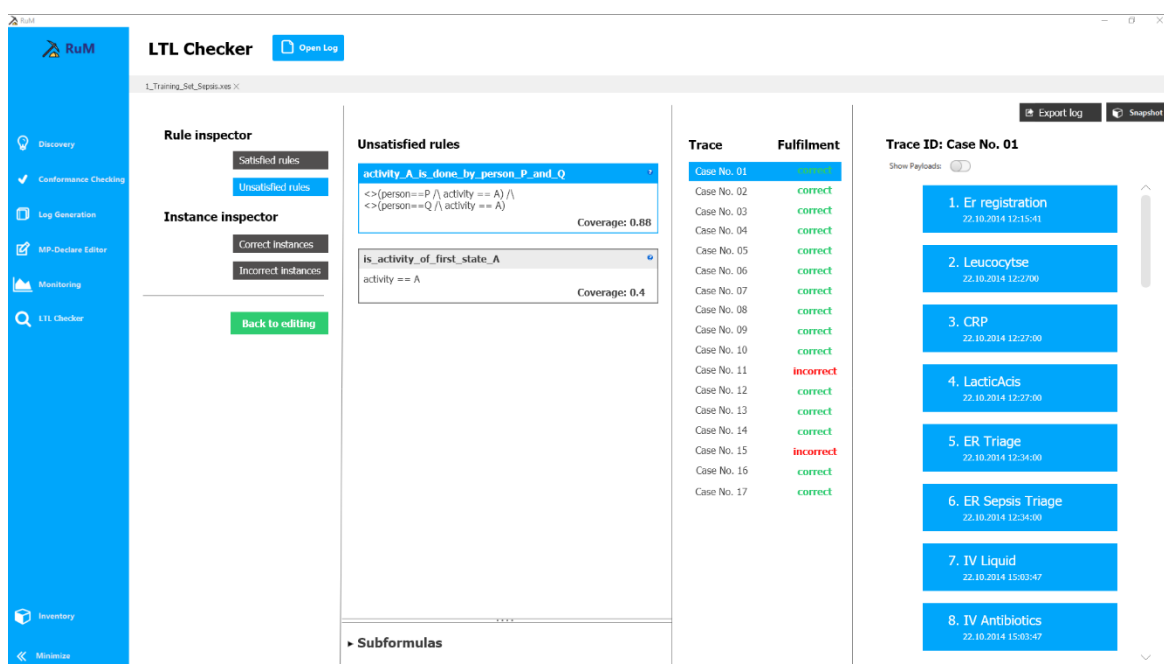 RuM
RuM
LTL Checker
Open Log
1_Training_Set_Sepsis.xes
Discovery
Conformance Checking
Log Generation
MP-Declare Editor
Monitoring
LTL Checker
Inventory
Minimize
Rule inspector
Satisfied rules
Unsatisfied rules
Instance inspector
Correct instances
Incorrect instances
Back to editing
Unsatisfied rules
activity_A_is_done_by_person_P_and_Q
<>(person==P /\ activity == A) /\
<>(person==Q /\ activity == A)
Coverage: 0.88
is_activity_of_first_state_A
activity == A
Coverage: 0.4
Subformulas
Trace Fulfilment
Case No. 01 correct
Case No. 02 correct
Case No. 03 correct
Case No. 04 correct
Case No. 05 correct
Case No. 06 correct
Case No. 07 correct
Case No. 08 correct
Case No. 09 correct
Case No. 10 correct
Case No. 11 incorrect
Case No. 12 correct
Case No. 13 correct
Case No. 14 correct
Case No. 15 incorrect
Case No. 16 correct
Case No. 17 correct
Export log
Snapshot
Trace ID: Case No. 01
Show Payloads:
1. Er registration
22.10.2014 12:15:41
2. Leucocytse
22.10.2014 12:2700
3. CRP
22.10.2014 12:27:00
4. LacticAcis
22.10.2014 12:27:00
5. ER Triage
22.10.2014 12:34:00
6. ER Sepsis Triage
22.10.2014 12:34:00
7. IV Liquid
22.10.2014 15:03:47
8. IV Antibiotics
22.10.2014 15:03:47